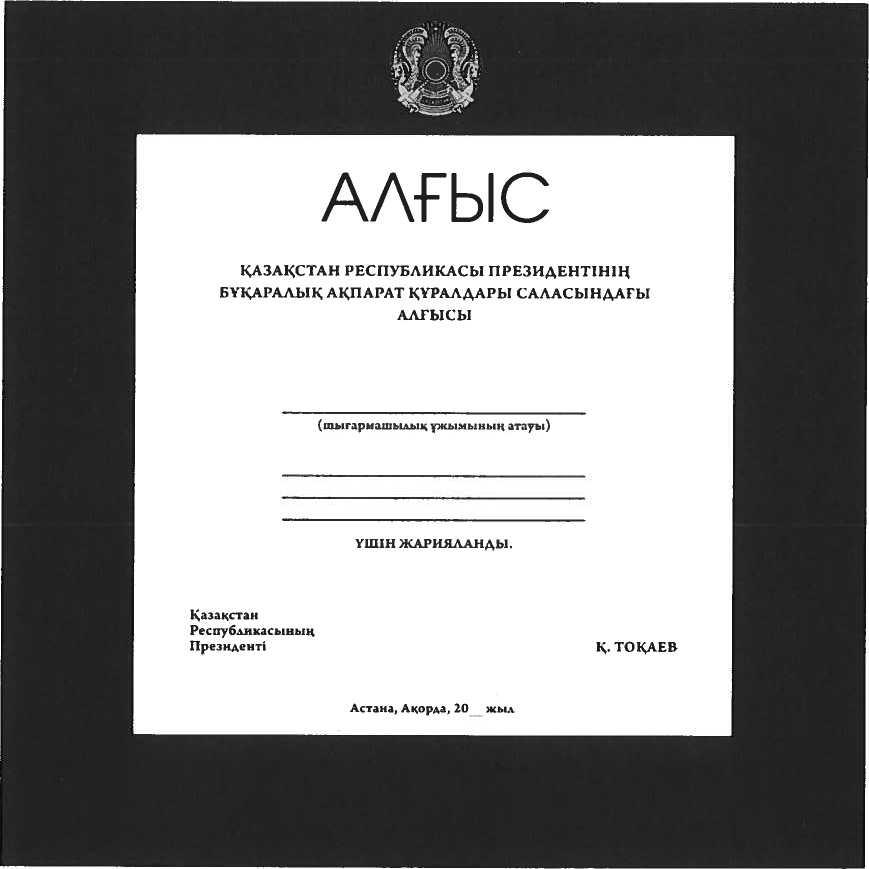 АЛҒЫС
ҚАЗАҚСТАН РЕСПУБЛИКАСЫ ПРЕЗИДЕНТІНІҢ
БҰҚАРАЛЫҚ АҚПАРАТ ҚҰРАЛДАРЫ САЛАСЫНДАҒЫ
АЛҒЫСЫ
(шығармашылық ұжымының атауы)
ҮШІН ЖАРИЯЛАНДЫ.
Қазақстан
Республикасының
Президенті
Қ. ТОҚАЕВ
Астана, Ақорда, 20__ жыл